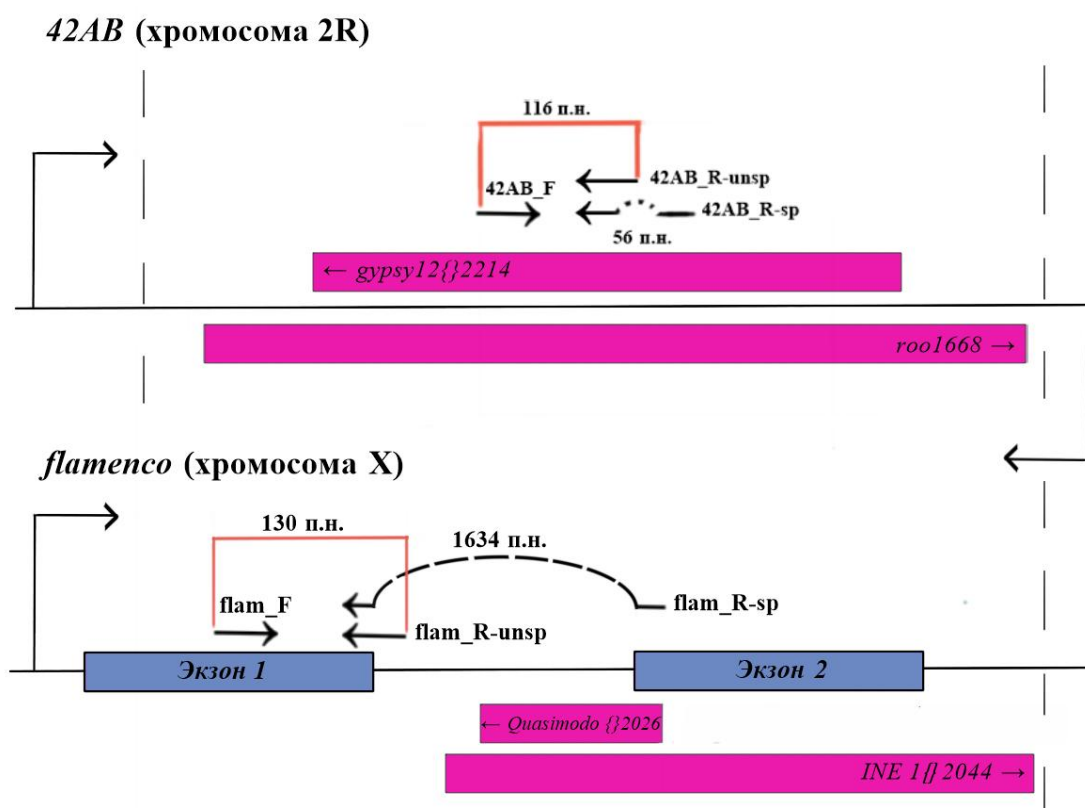 42AB (хромосома 2R)
116 п.н.
42AB_F
42AB_R-unsp
42AB_R-sp
56 п.н.
← gypsy12{}2214
roo1668 →
flamenco (хромосома X)
130 п.н.
1634 п.н.
flam_F
flam_R-sp
flam_R-unsp
Экзон 1
Экзон 2
← Quasimodo {}2026
INE 1{} 2044 →